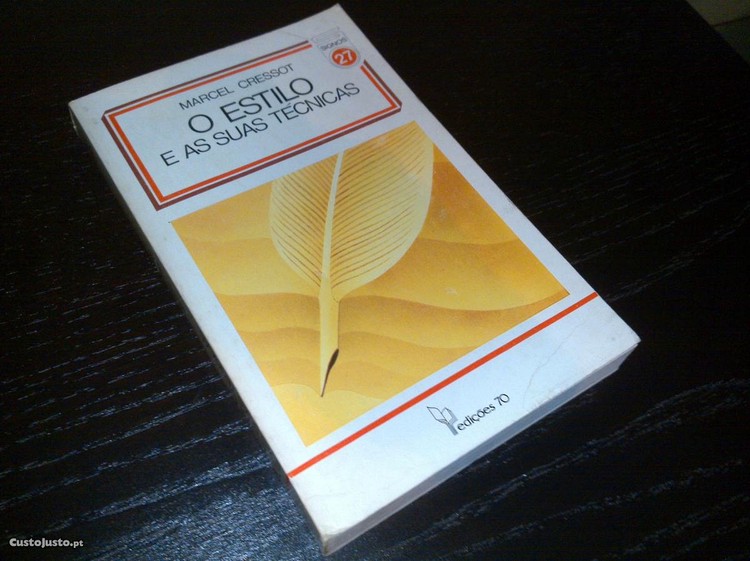 SIGNOS
27
MARCEL CRESSOT
O ESTILO
E AS SUAS TÉCNICAS
edições 70
CustoJusto.pt